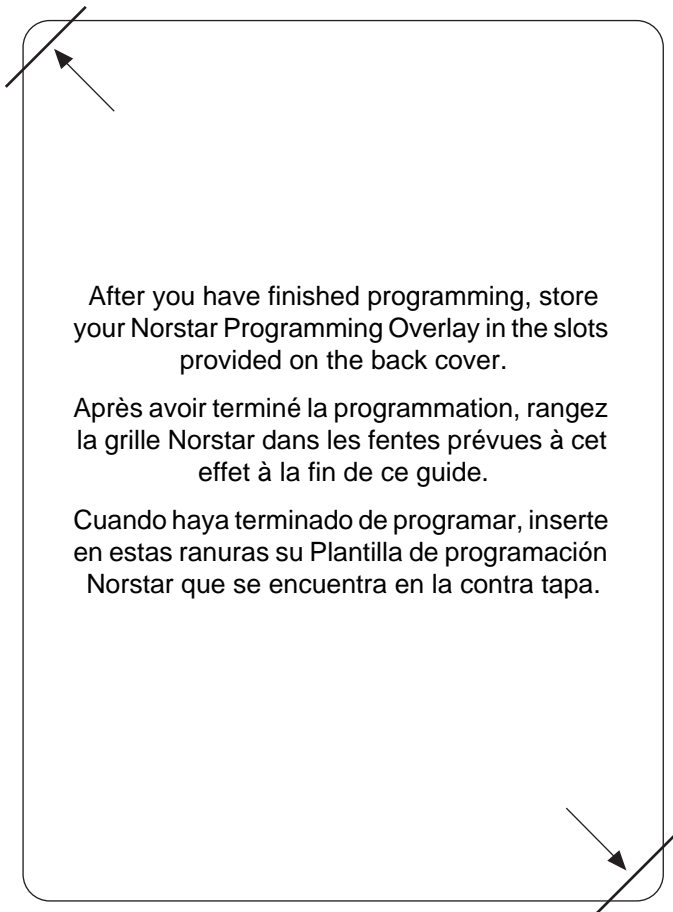 After you have finished programming, store
your Norstar Programming Overlay in the slots
provided on the back cover.
Après avoir terminé la programmation, rangez
la grille Norstar dans les fentes prévues à cet
effet à la fin de ce guide.
Cuando haya terminado de programar, inserte
en estas ranuras su Plantilla de programación
Norstar que se encuentra en la contra tapa.